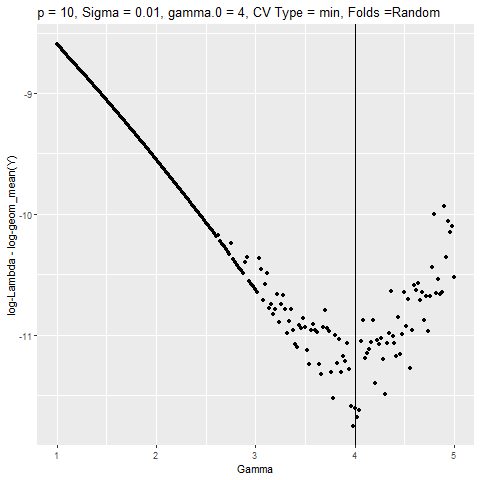 p = 10, Sigma = 0.01, gamma.0 = 4, CV Type = min, Folds =Random
-9
-10
-11
log-Lambda - log-geom_mean(Y)
1
2
3
4
5
Gamma